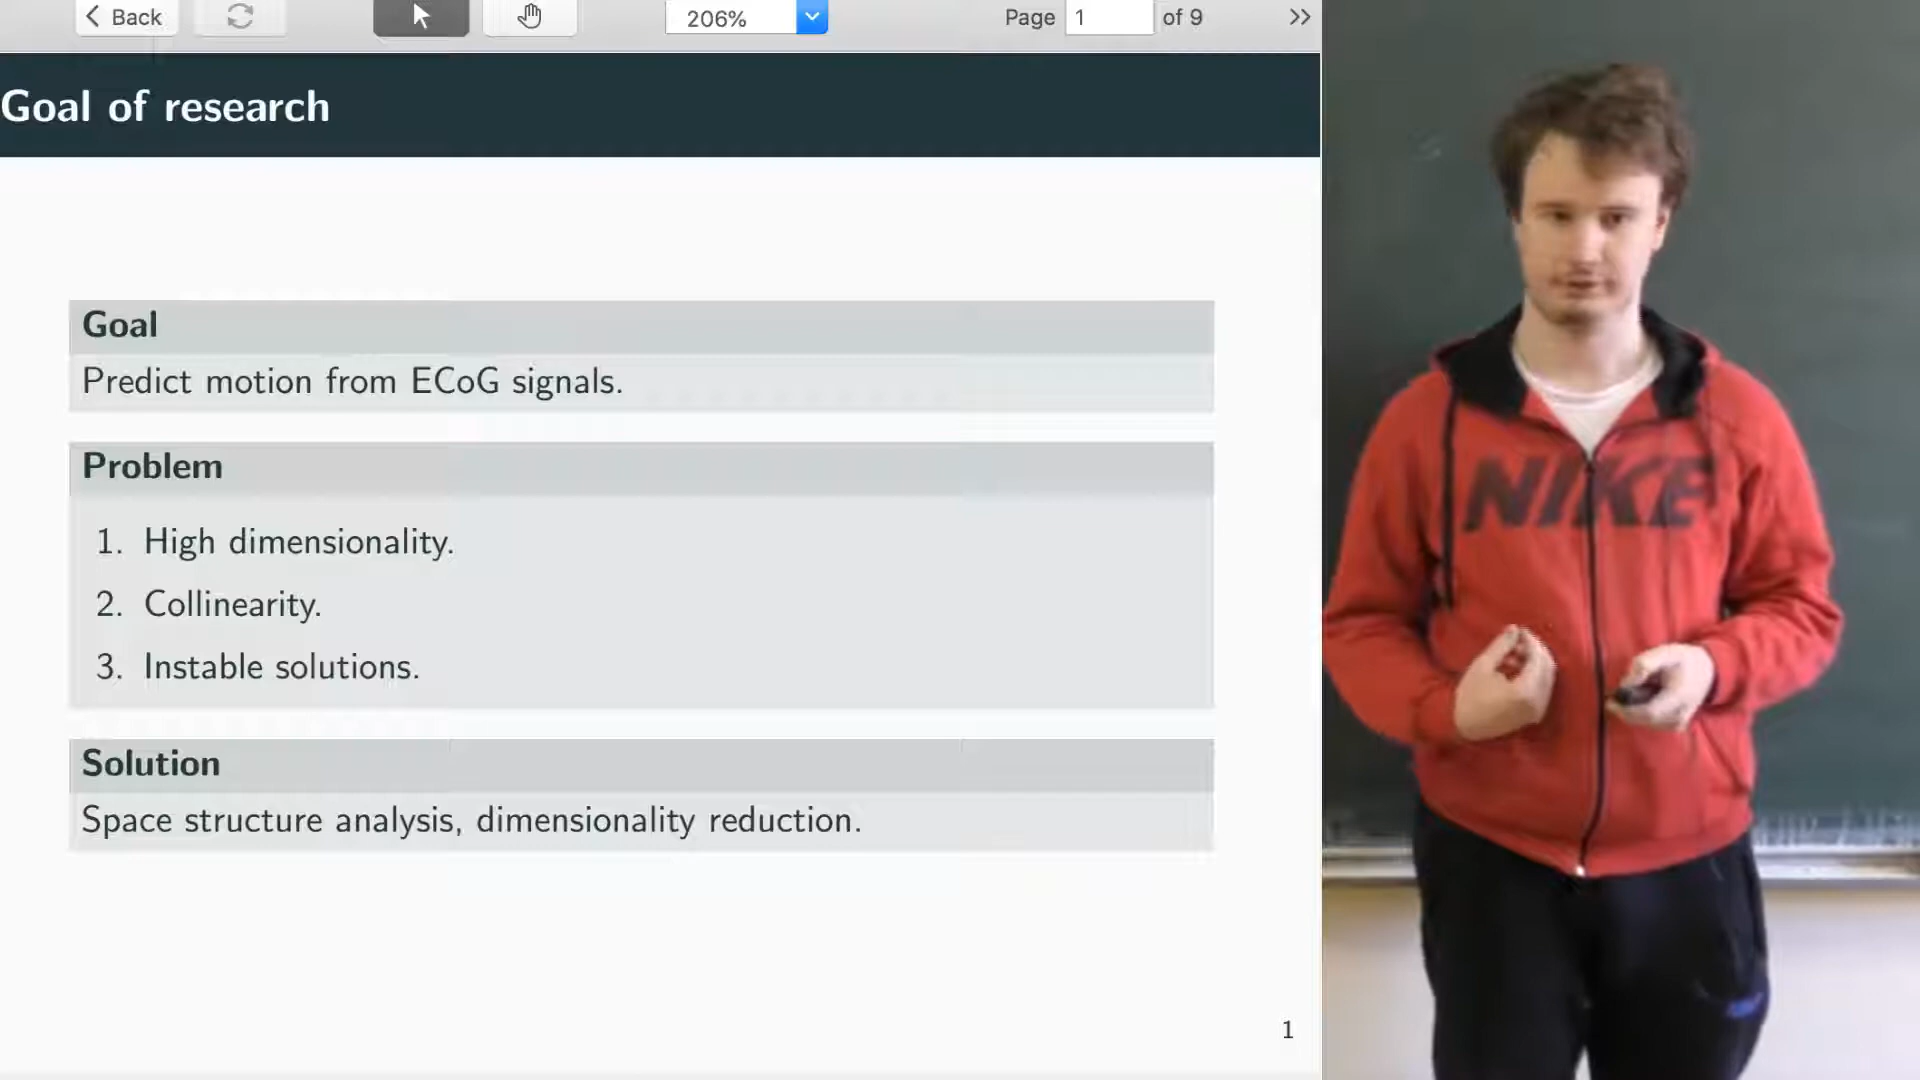 Back
206%
Page 1 of 9
Goal of research
Goal
Predict motion from ECoG signals.
Problem
1. High dimensionality.
2. Collinearity.
3. Instable solutions.
Solution
Space structure analysis, dimensionality reduction.
1
NIKE